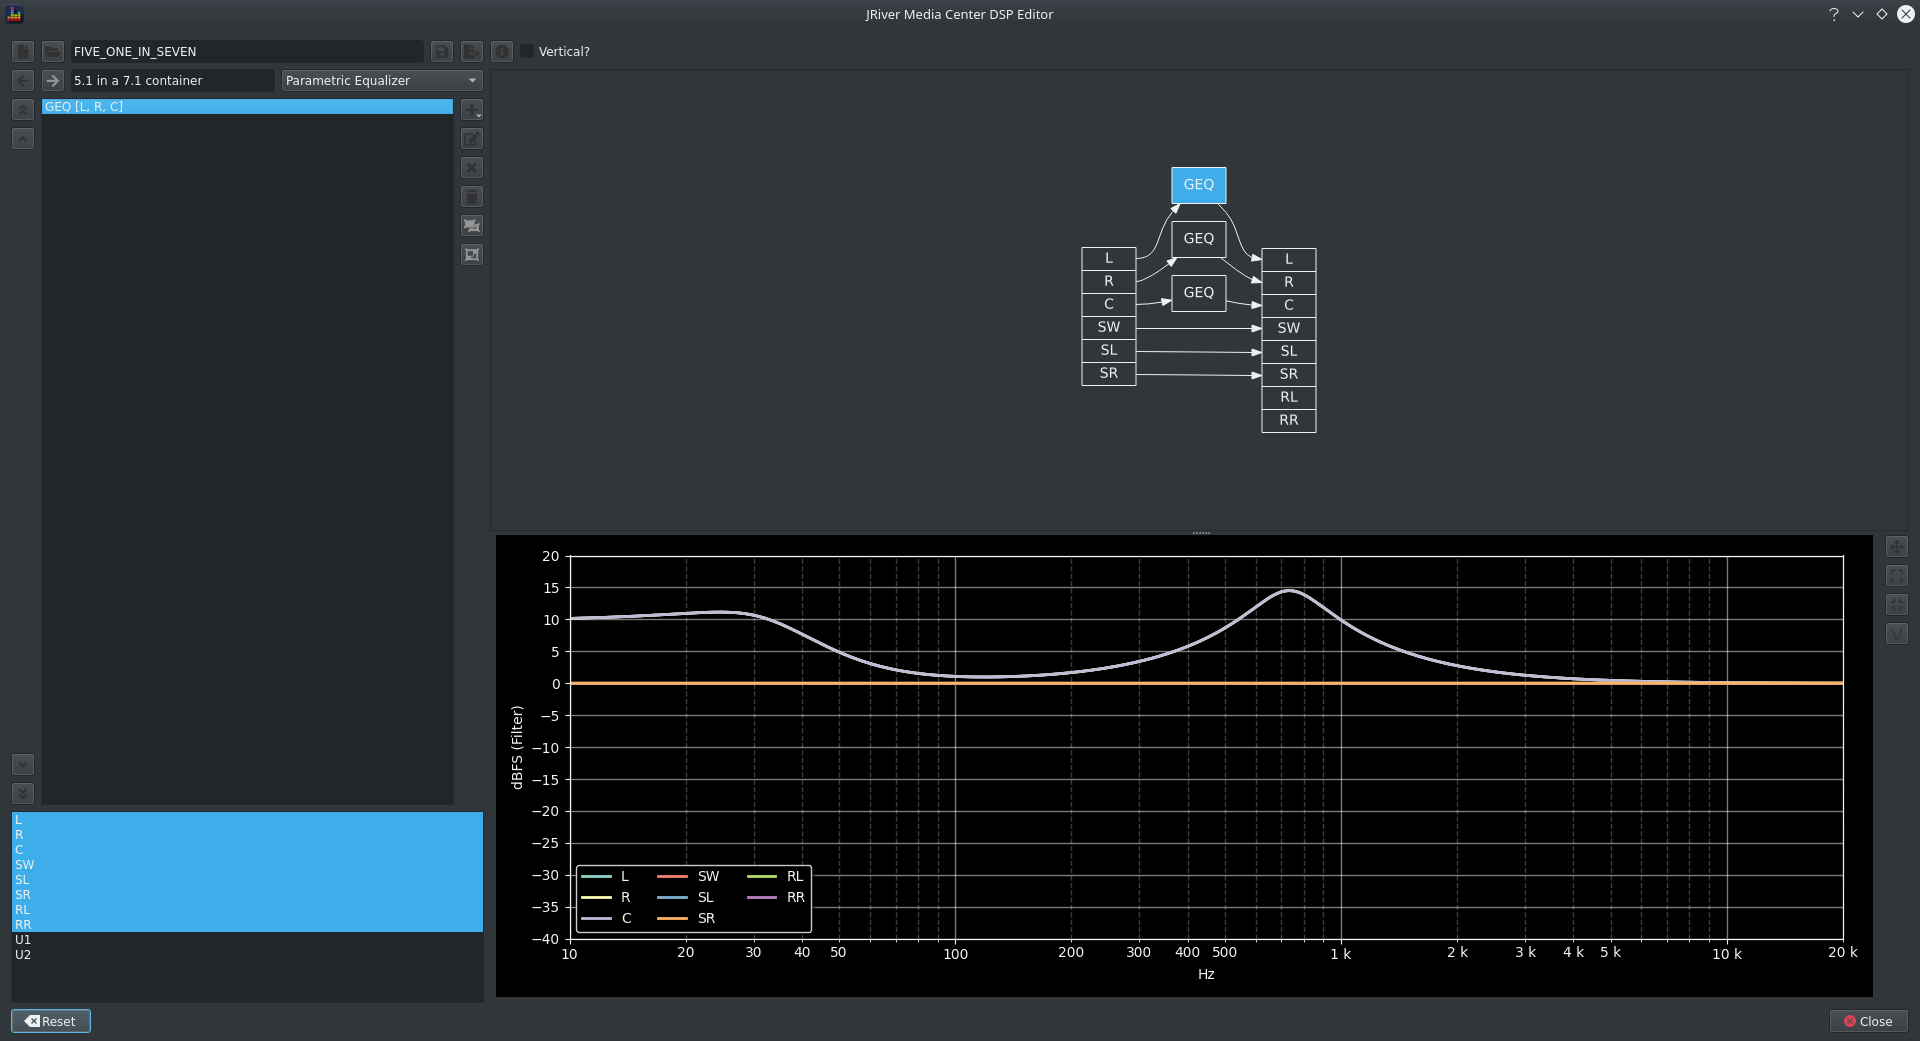 JRiver Media Center DSP Editor
FIVE_ONE_IN_SEVEN
Vertical?
5.1 in a 7.1 container
Parametric Equalizer
GEQ [L, R, C]
GEQ
GEQ
GEQ
L
R
C
SW
SL
SR
L
R
C
SW
SL
SR
RL
RR
20
15
10
5
0
−5
−10
−15
−20
−25
−30
−35
−40
dBFS (Filter)
L SW RL
R SL RR
C SR
10 20 30 40 50 100 200 300 400 500 1 k 2 k 3 k 4 k 5 k 10 k 20 k
Hz
L
R
C
SW
SL
SR
RL
RR
U1
U2
Reset
Close